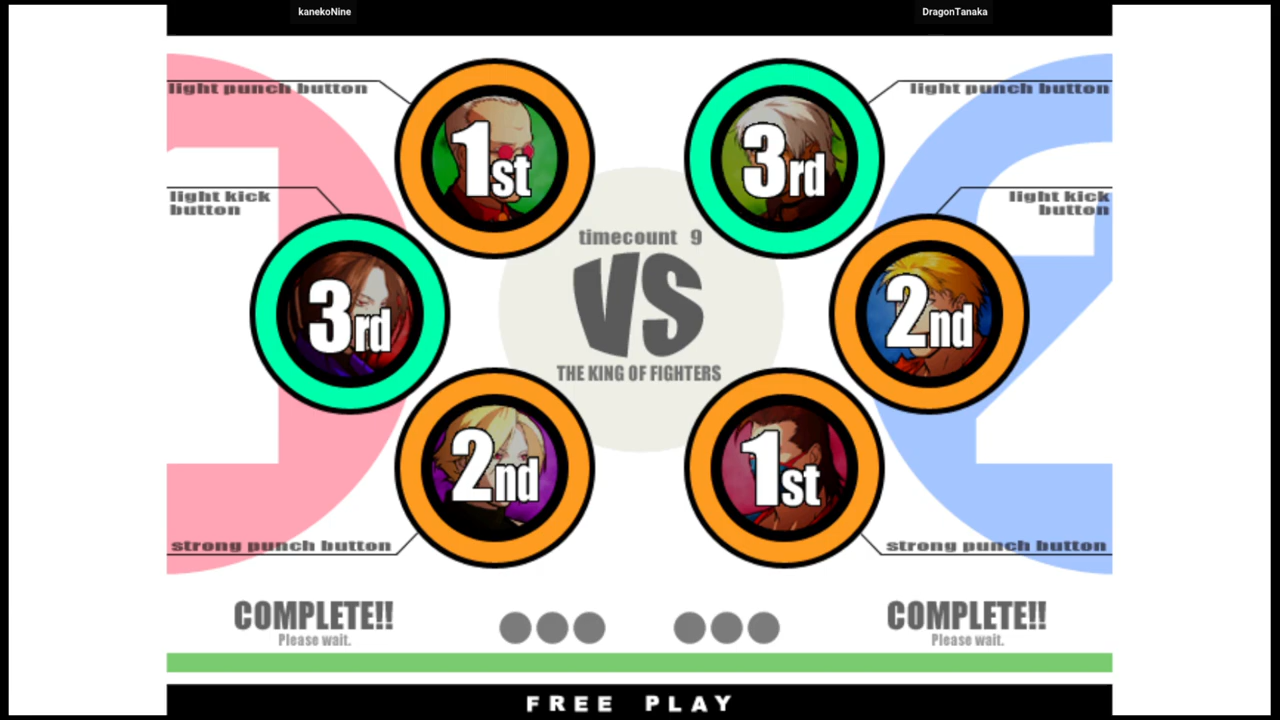 kanekoNine
DragonTanaka
light punch button
light punch button
1st
3rd
light kick
button
light kick
button
timecount 9
VS
THE KING OF FIGHTERS
3rd
2nd
2nd
1st
strong punch button
strong punch button
COMPLETE!!
Please wait.
COMPLETE!!
Please wait.
FREE PLAY